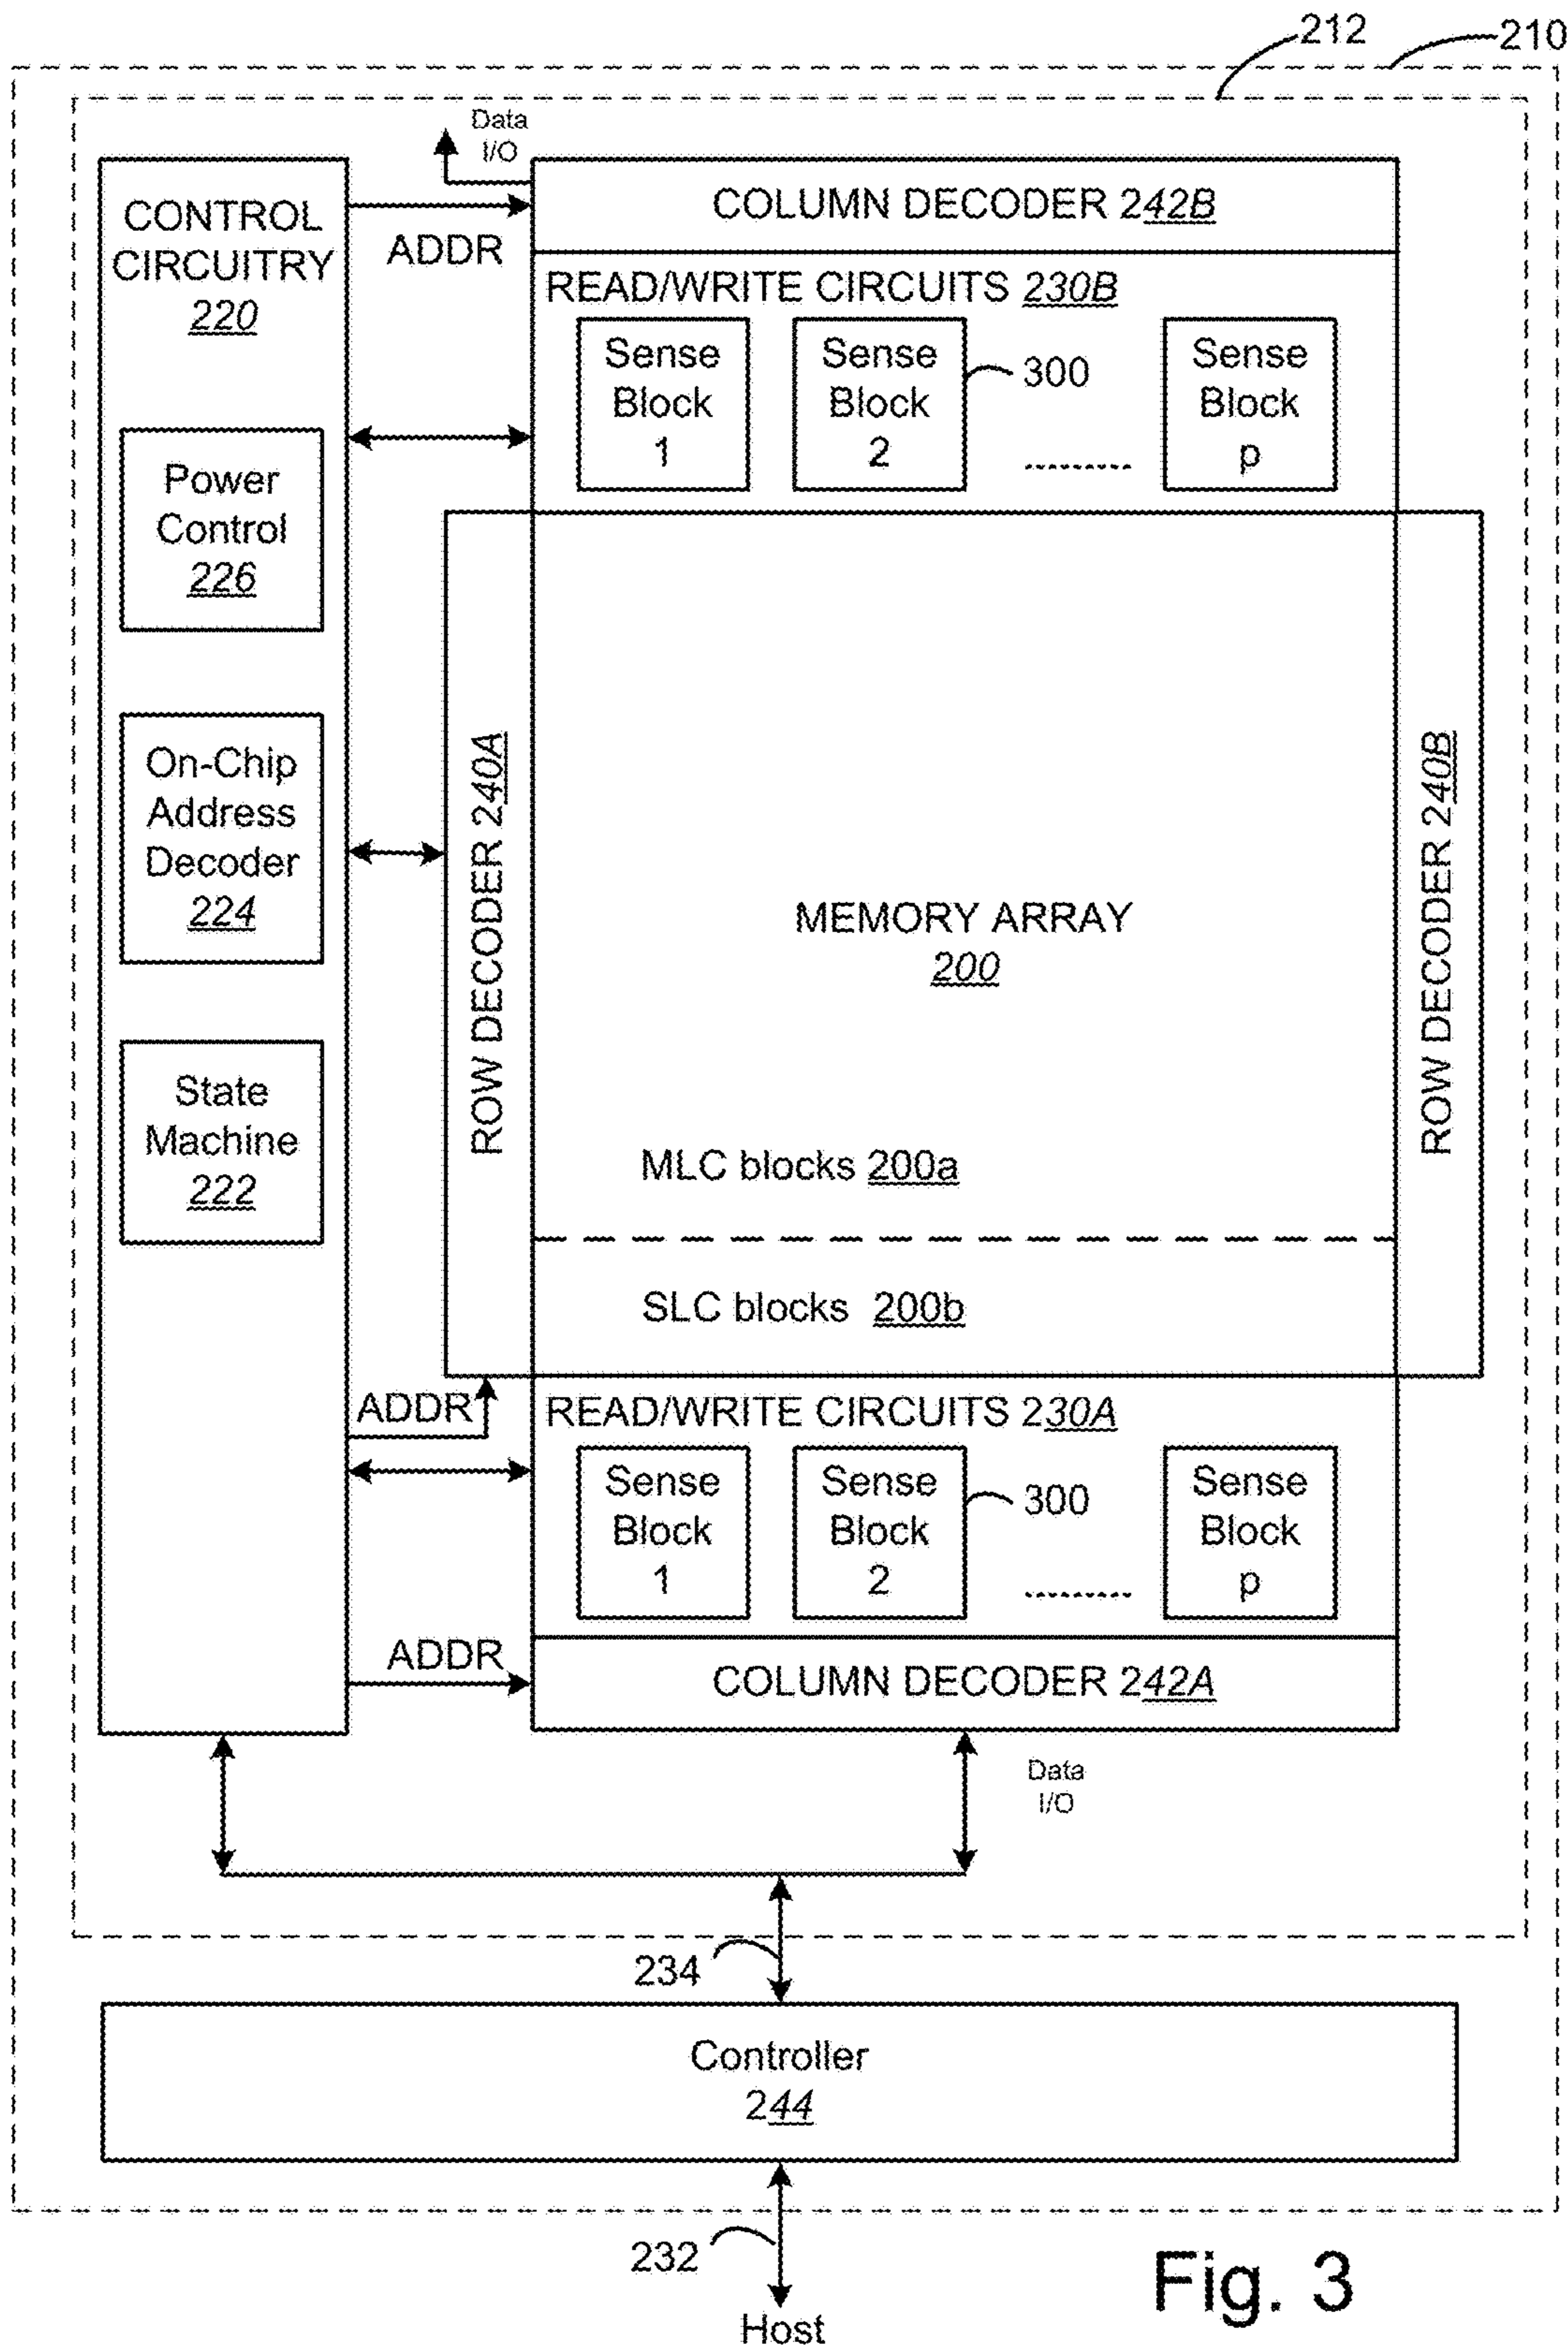 212
210
Data
I/O
CONTROL
CIRCUITRY
220
ADDR
COLUMN DECODER 242B
READ/WRITE CIRCUITS 230B
Sense
Block
1
Sense
Block
2
300
Sense
Block
p
Power
Control
226
On-Chip
Address
Decoder
224
State
Machine
222
ROW DECODER 240A
MEMORY ARRAY
200
MLC blocks 200a
SLC blocks 200b
ROW DECODER 240B
ADDR
READ/WRITE CIRCUITS 230A
Sense
Block
1
Sense
Block
2
300
Sense
Block
p
ADDR
COLUMN DECODER 242A
Data
I/O
234
Controller
244
232
Host
Fig. 3